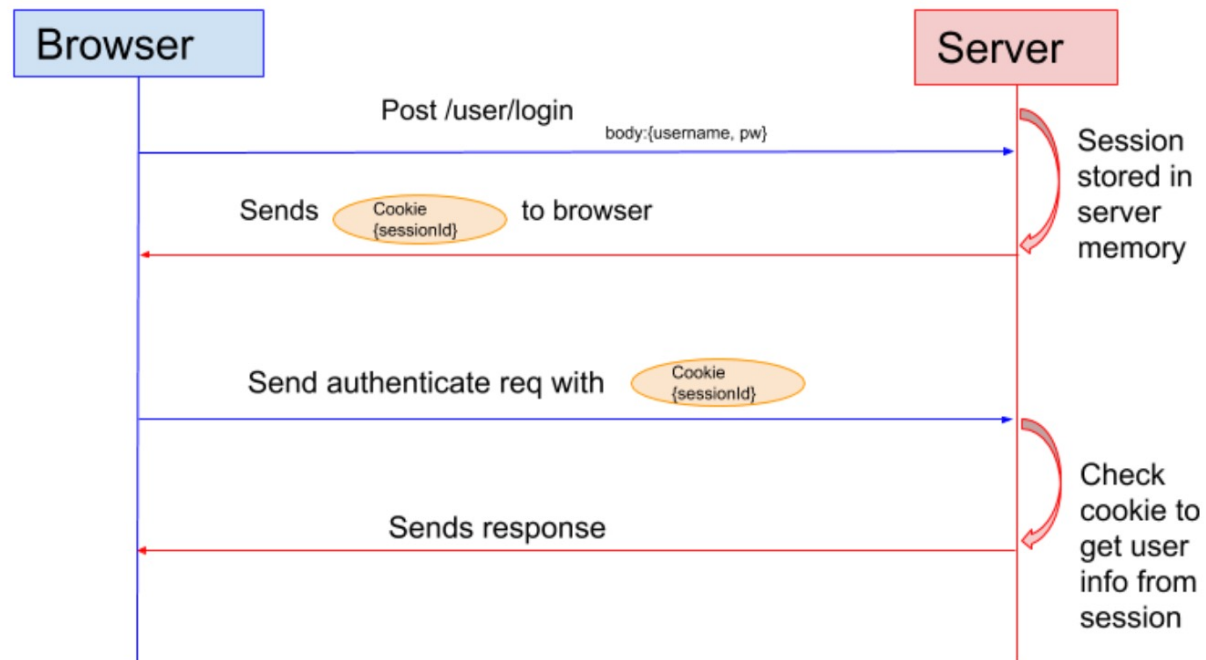 Browser
Server
Post /user/login
body:{username, pw}
Session
stored in
server
memory
Sends
Cookie
{sessionId}
to browser
Send authenticate req with
Cookie
{sessionId}
Check
cookie to
get user
info from
session
Sends response